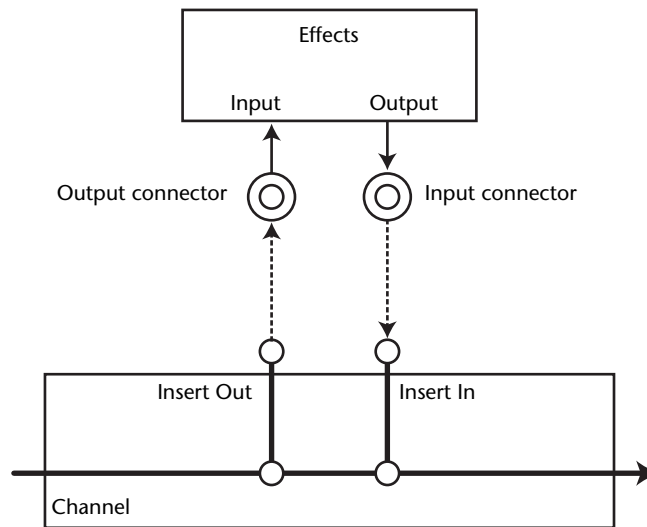 Effects
Input Output
Output connector Input connector
Insert Out Insert In
Channel